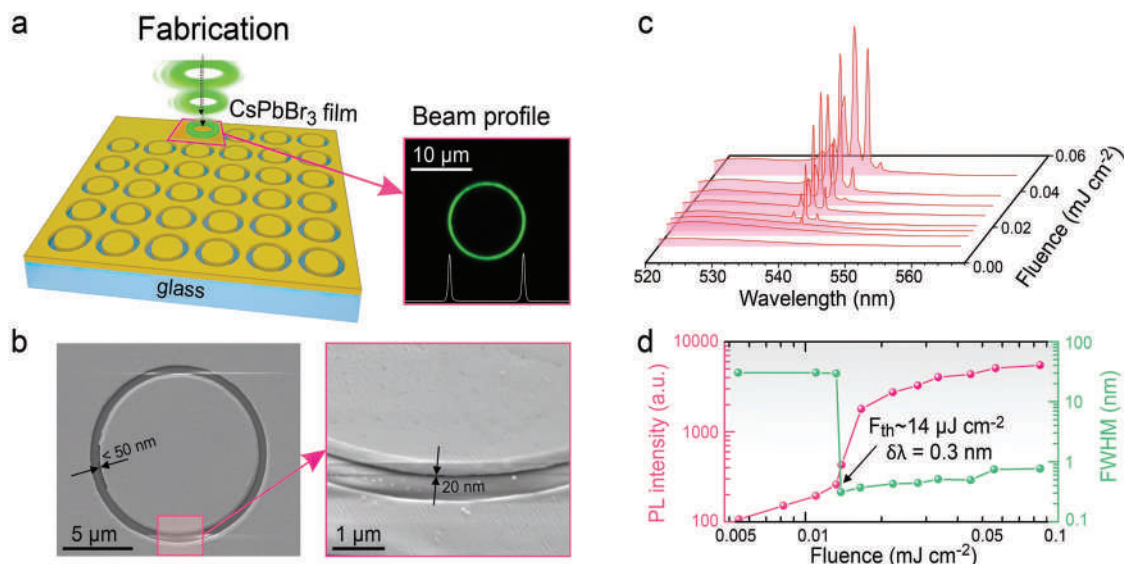 a
Fabrication
CsPbBr₃ film
glass
Beam profile
10 µm
b
< 50 nm
5 µm
20 nm
1 µm
c
520 530 540 550 560
Wavelength (nm)
0.00
0.02
0.04
0.06
Fluence (mJ cm⁻²)
d
10000
1000
100
PL intensity (a.u.)
Fth~14 µJ cm⁻²
δλ = 0.3 nm
100
10
1
0.1
FWHM (nm)
0.005 0.01 0.05 0.1
Fluence (mJ cm⁻²)